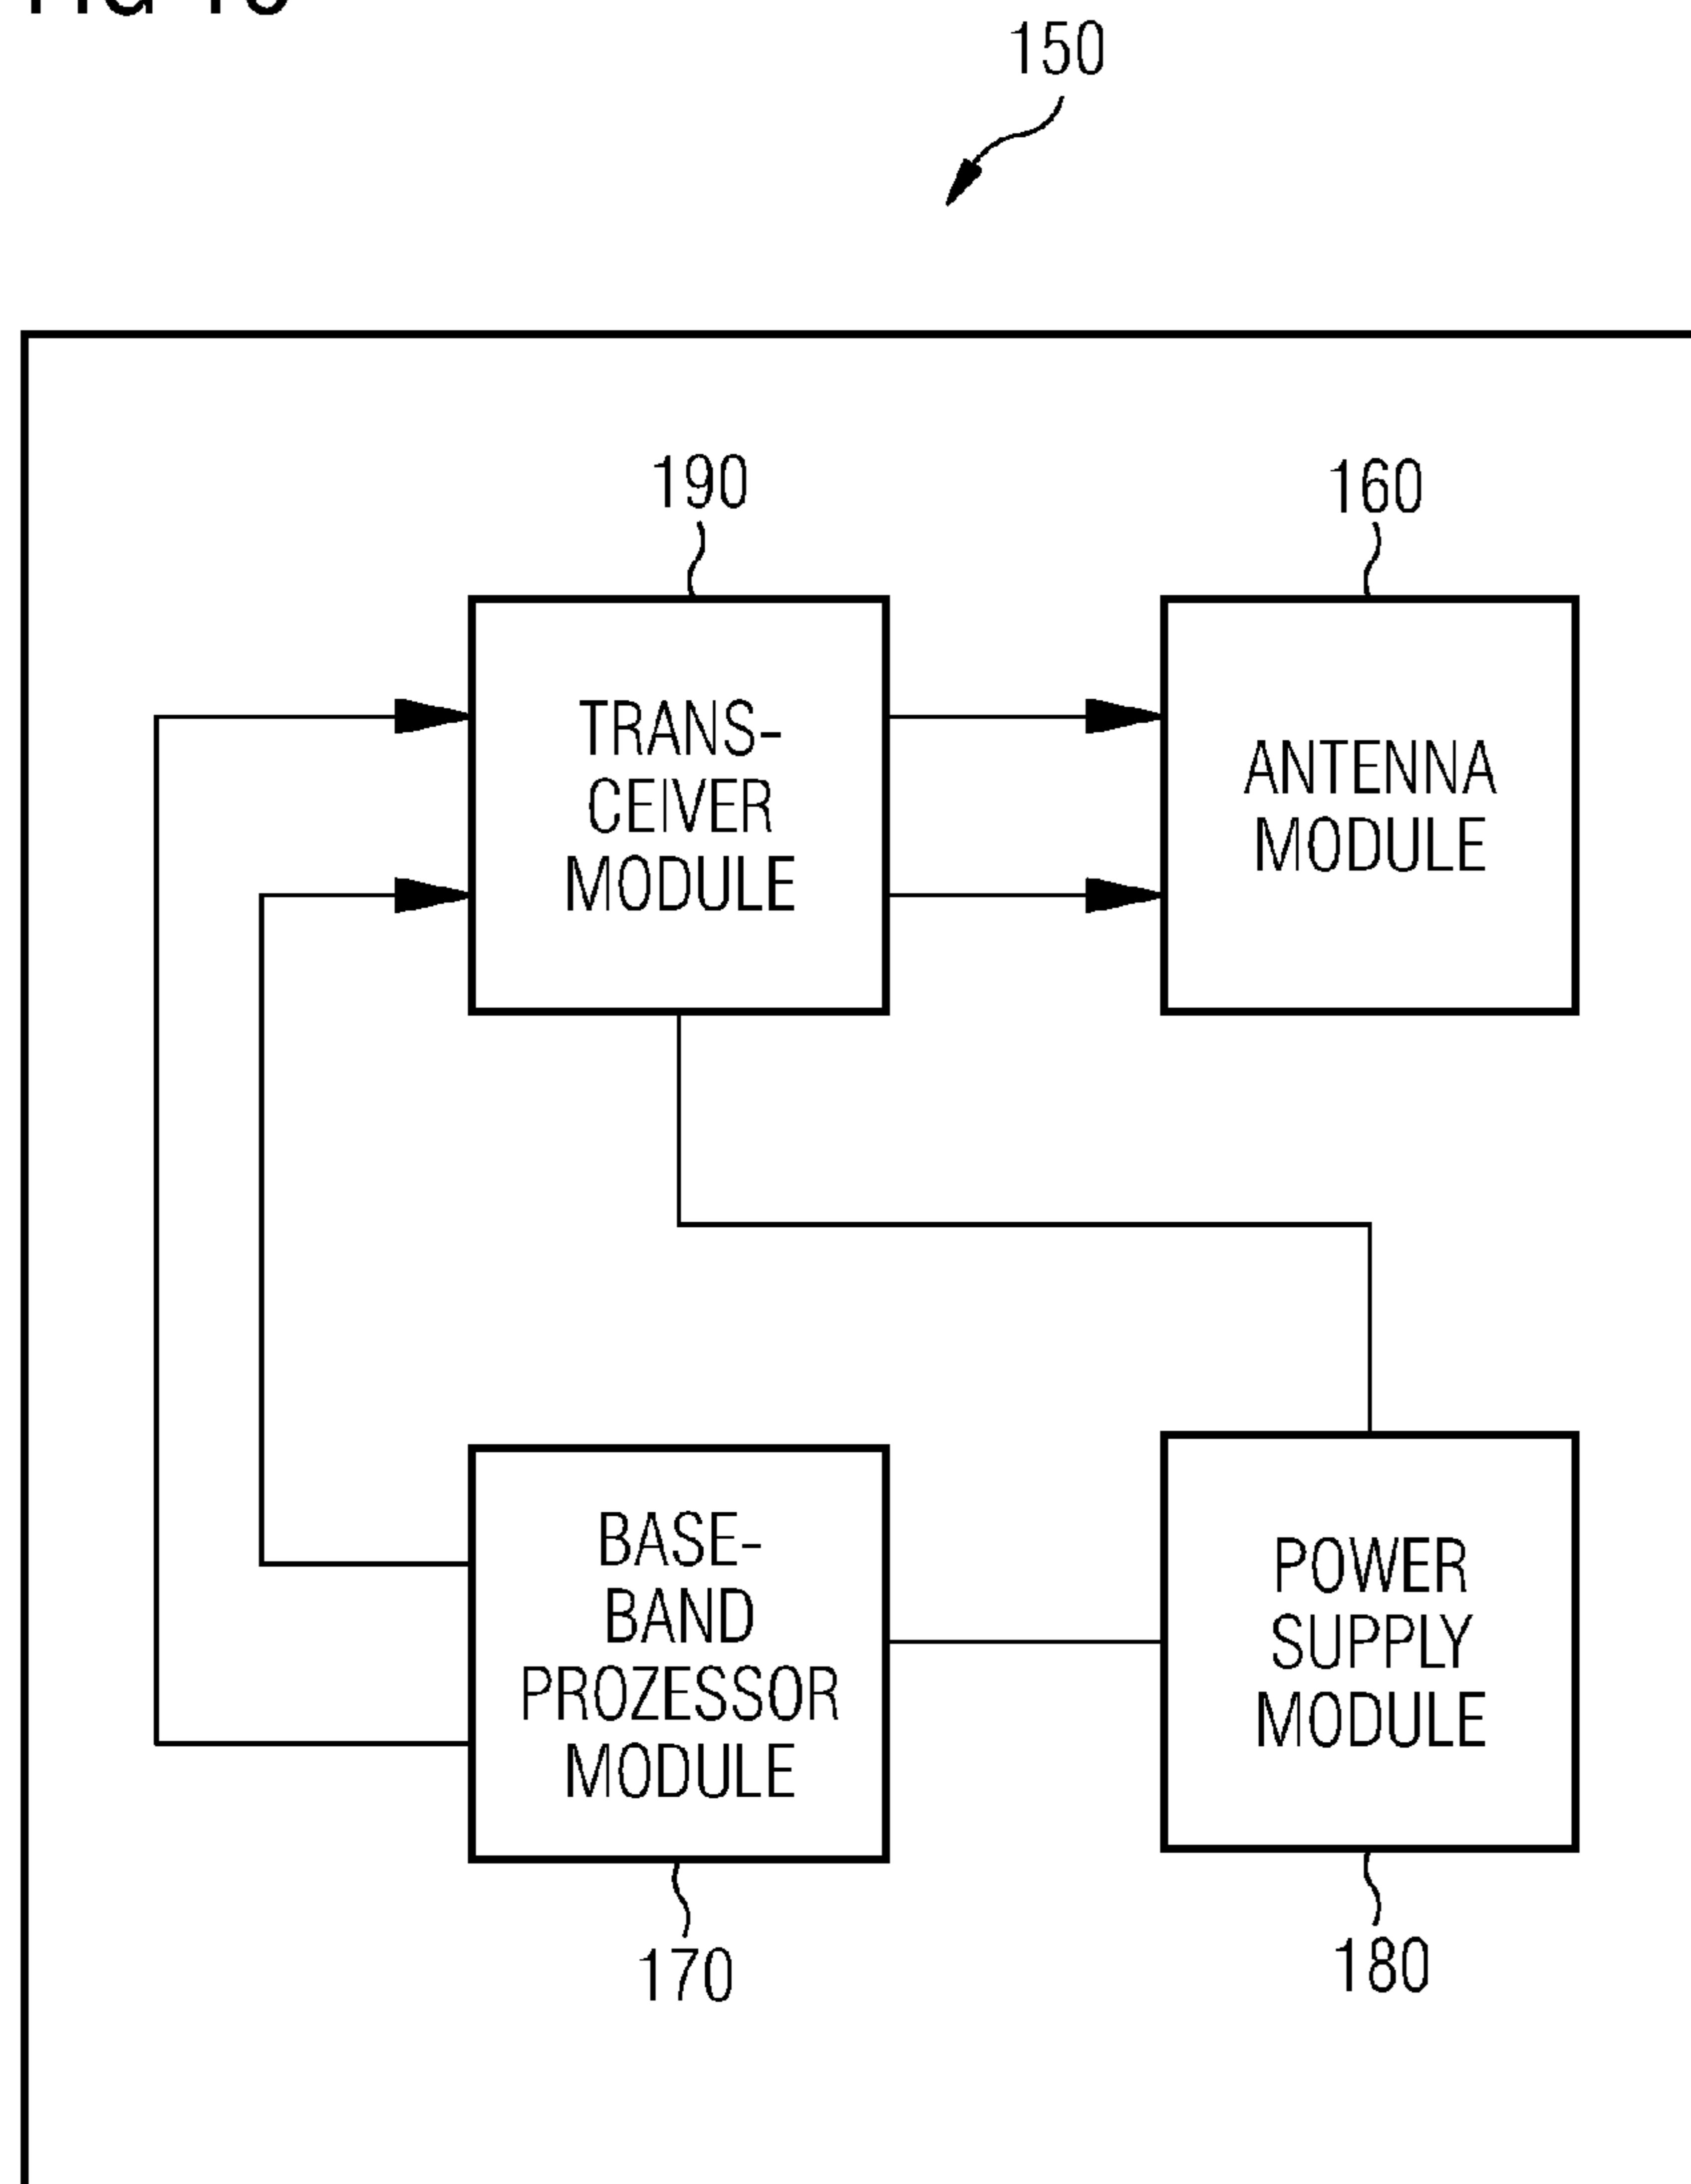 150
190
160
TRANS-
CEIVER
MODULE
ANTENNA
MODULE
BASE-
BAND
PROZESSOR
MODULE
POWER
SUPPLY
MODULE
170
180